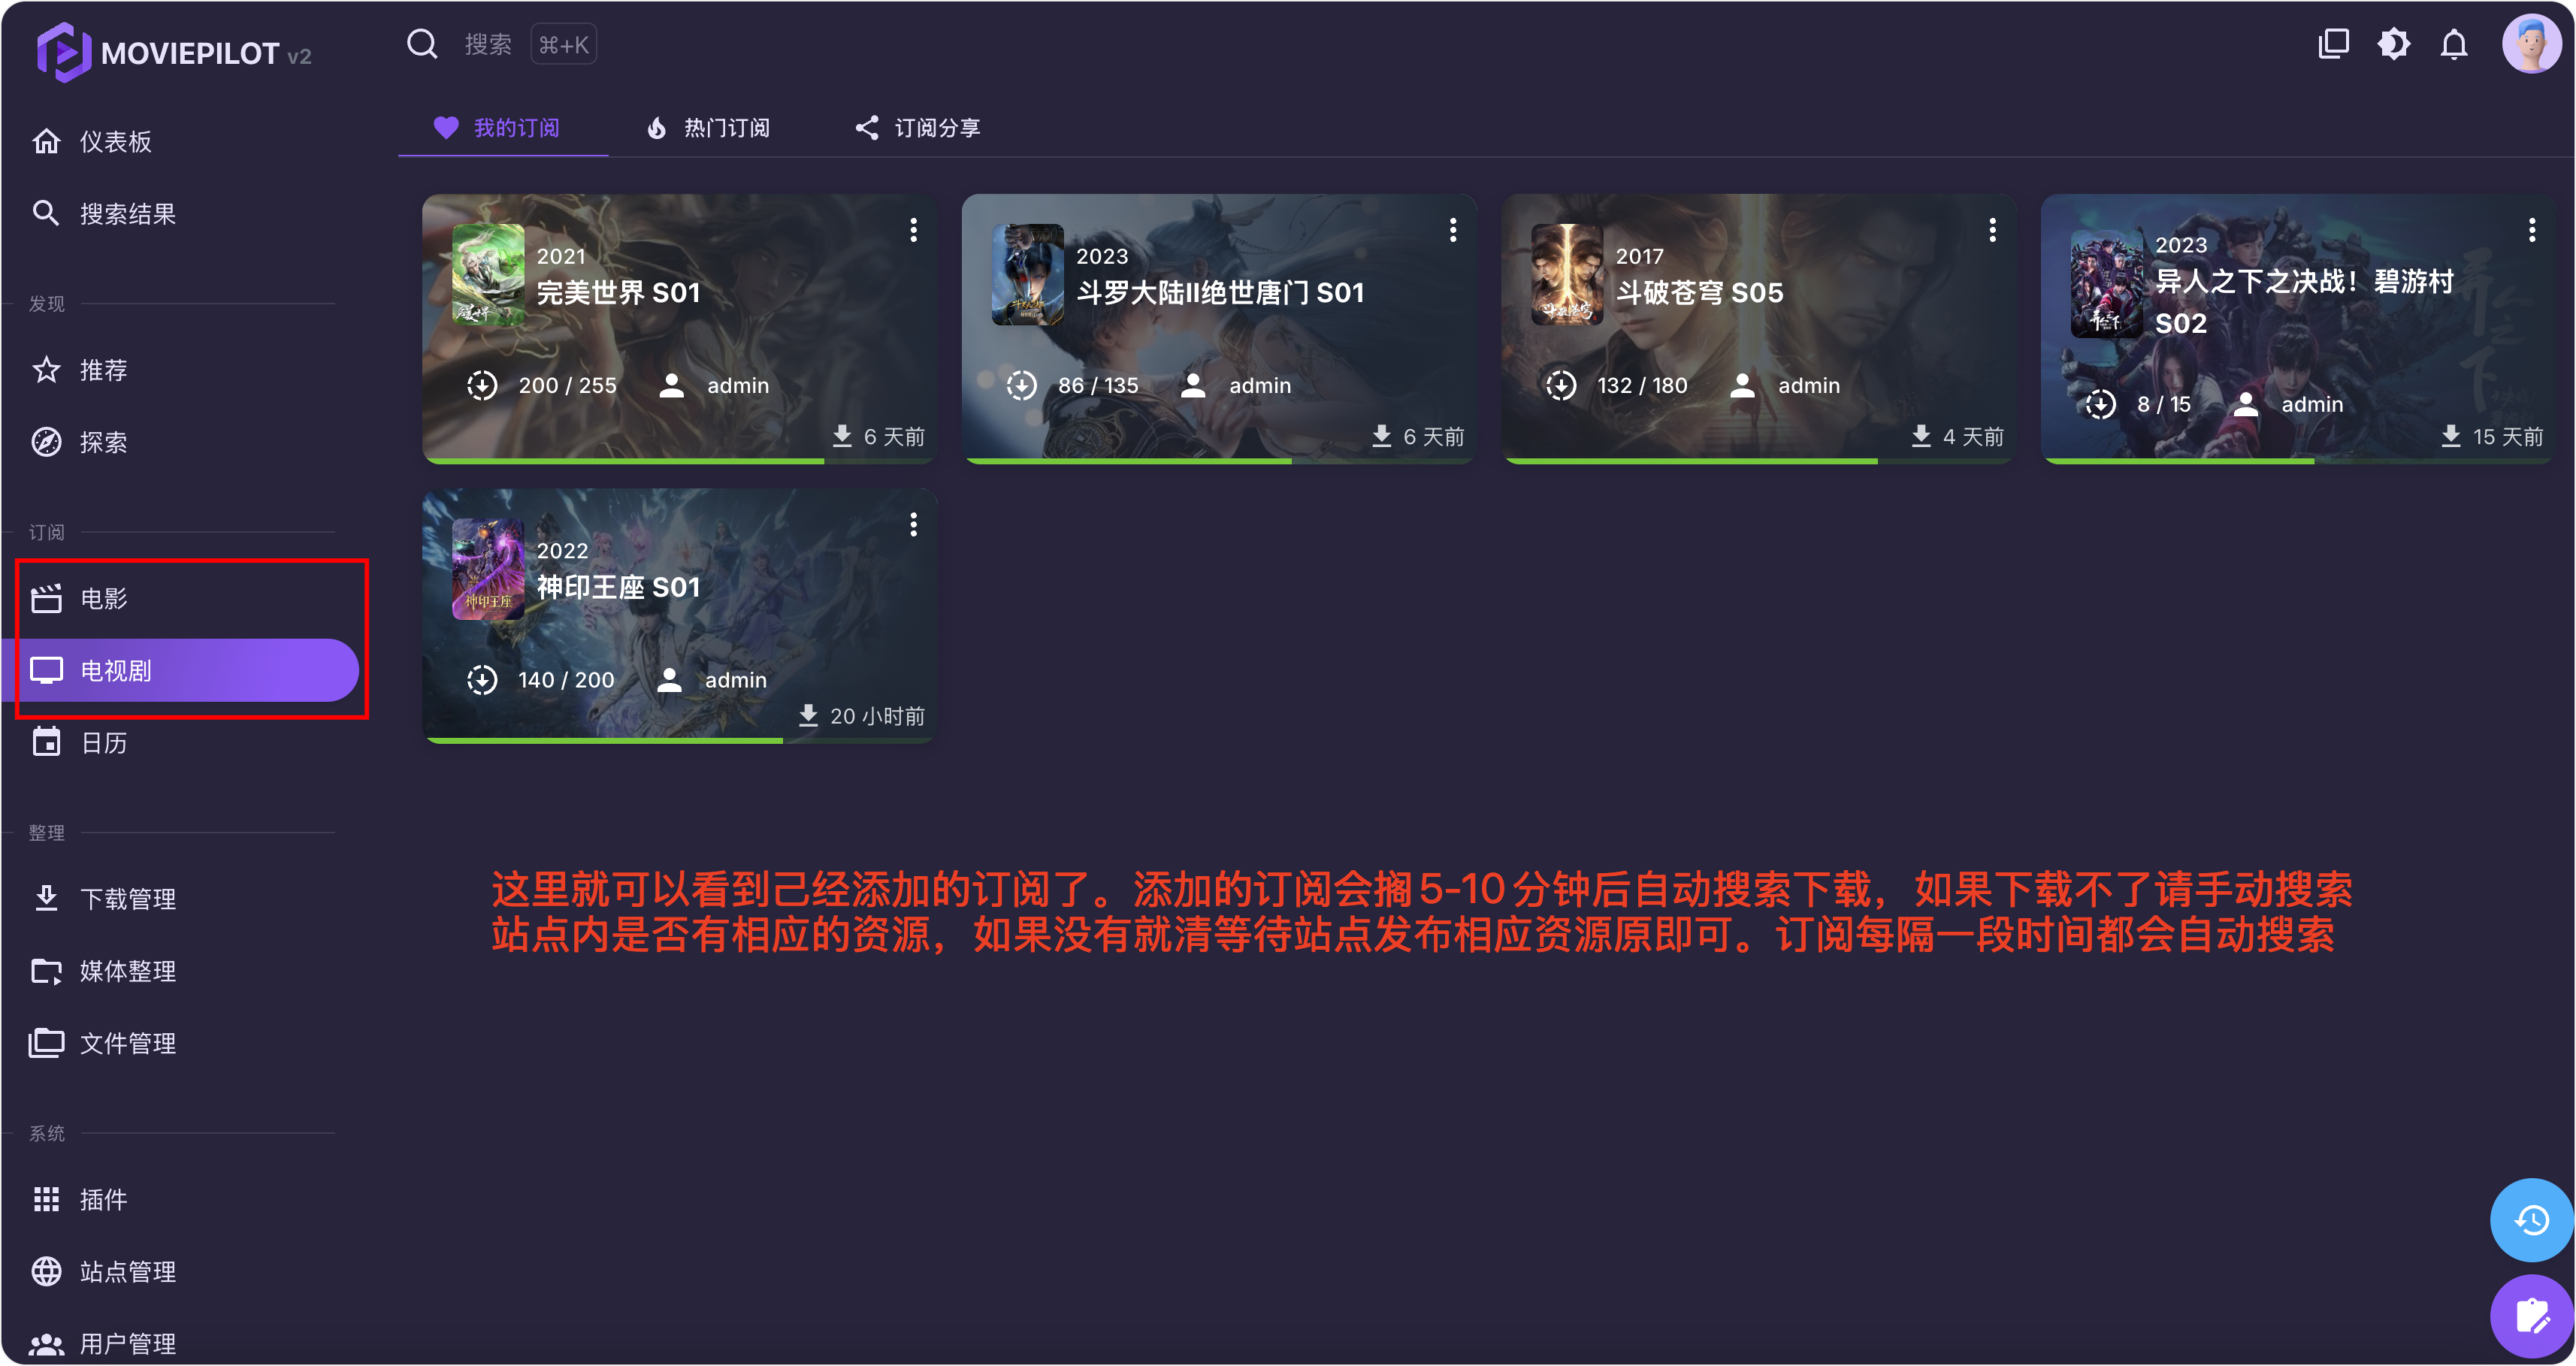 MOVIEPILOT v2
搜索 ⌘+K
仪表板
搜索结果
发现
推荐
探索
订阅
电影
电视剧
日历
整理
下载管理
媒体整理
文件管理
系统
插件
站点管理
用户管理
我的订阅
热门订阅
订阅分享
2021
完美世界 S01
200 / 255
admin
6 天前
2023
斗罗大陆II绝世唐门 S01
86 / 135
admin
6 天前
2017
斗破苍穹 S05
132 / 180
admin
4 天前
2023
异人之下之决战！碧游村
S02
8 / 15
admin
15 天前
神印王座
2022
神印王座 S01
140 / 200
admin
20 小时前
这里就可以看到已经添加的订阅了。添加的订阅会搁 5-10 分钟后自动搜索下载，如果下载不了请手动搜索
站点内是否有相应的资源，如果没有就清等待站点发布相应资源原即可。订阅每隔一段时间都会自动搜索